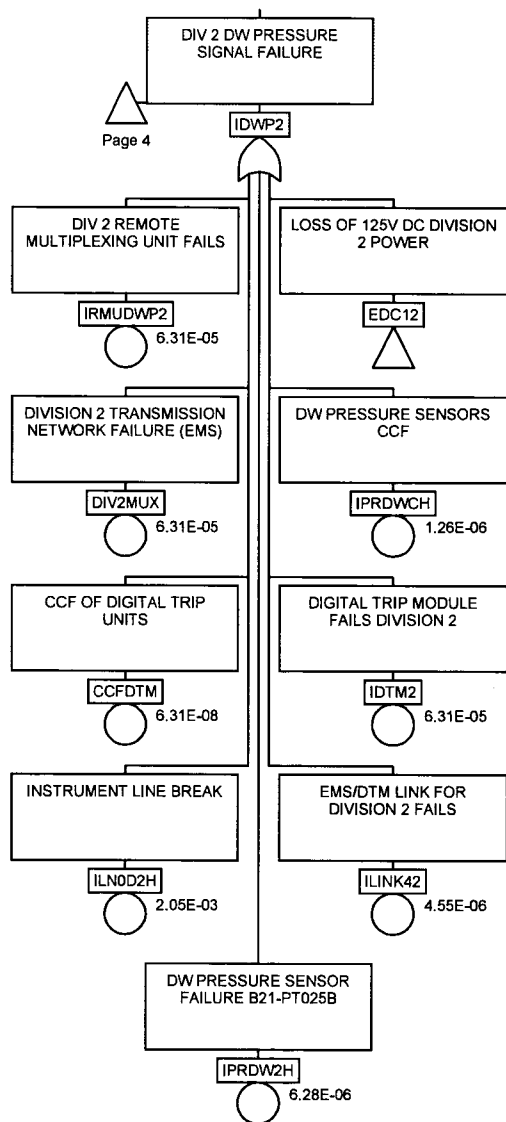 DIV 2 DW PRESSURE
SIGNAL FAILURE
Page 4
IDWP2
DIV 2 REMOTE
MULTIPLEXING UNIT FAILS
IRMUDWP2
6.31E-05
LOSS OF 125V DC DIVISION
2 POWER
EDC12
DIVISION 2 TRANSMISSION
NETWORK FAILURE (EMS)
DIV2MUX
6.31E-05
DW PRESSURE SENSORS
CCF
IPRDWCH
1.26E-06
CCF OF DIGITAL TRIP
UNITS
CCFDTM
6.31E-08
DIGITAL TRIP MODULE
FAILS DIVISION 2
IDTM2
6.31E-05
INSTRUMENT LINE BREAK
ILN0D2H
2.05E-03
EMS/DTM LINK FOR
DIVISION 2 FAILS
ILINK42
4.55E-06
DW PRESSURE SENSOR
FAILURE B21-PT025B
IPRDW2H
6.28E-06